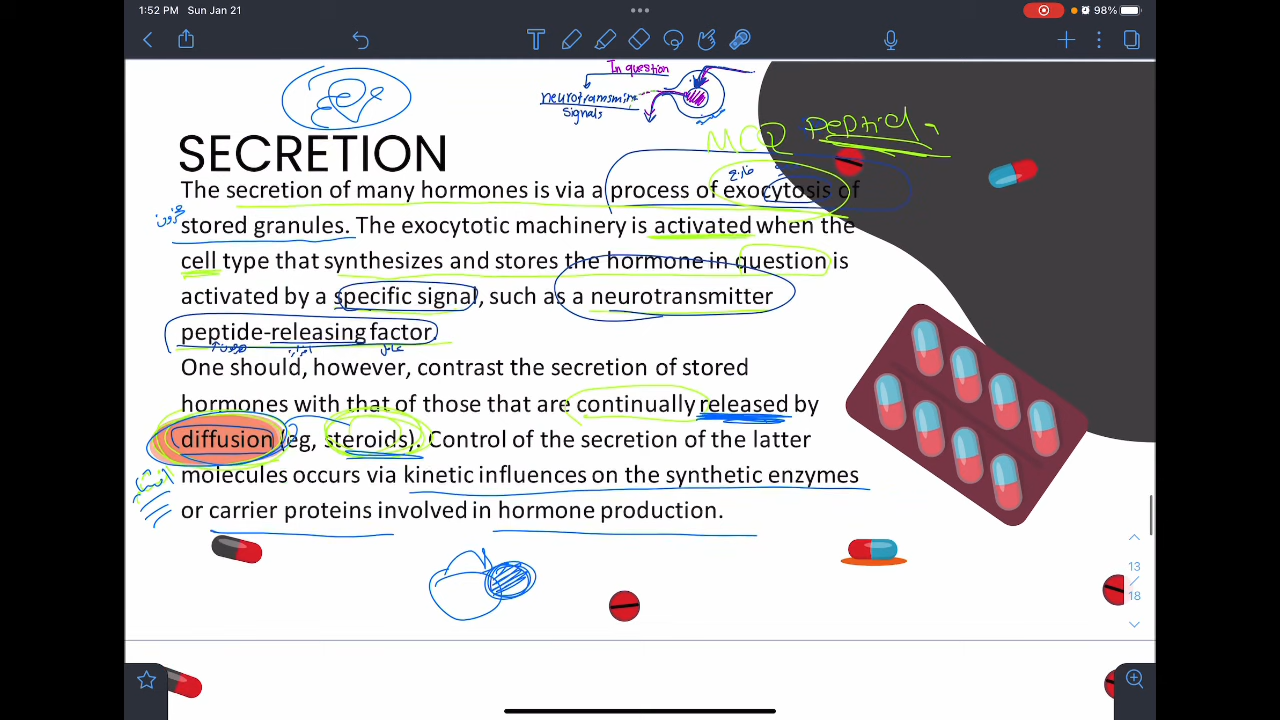 1:52 PM Sun Jan 21
98%
In question
neurotransmi
signals
MCQ peptid
SECRETION
The secretion of many hormones is via a process of exocytosis of
خارج
stored granules. The exocytotic machinery is activated when the
cell type that synthesizes and stores the hormone in question is
activated by a specific signal, such as a neurotransmitter
peptide-releasing factor
عامل
One should, however, contrast the secretion of stored
hormones with that of those that are continually released by
diffusion (eg, steroids). Control of the secretion of the latter
molecules occurs via kinetic influences on the synthetic enzymes
or carrier proteins involved in hormone production.
13
/
18